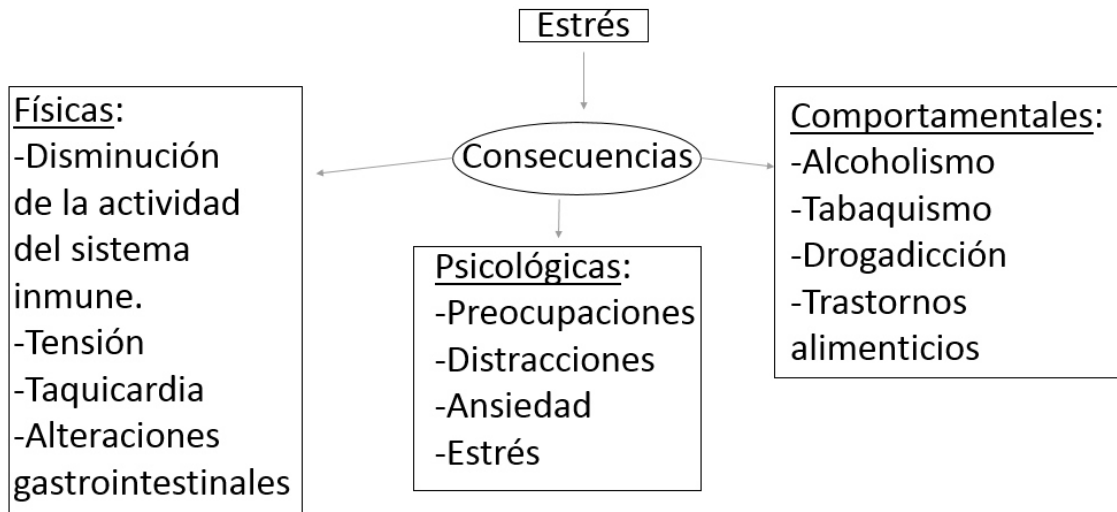 Estrés
Consecuencias
Físicas:
-Disminución
de la actividad
del sistema
inmune.
-Tensión
-Taquicardia
-Alteraciones
gastrointestinales
Psicológicas:
-Preocupaciones
-Distracciones
-Ansiedad
-Estrés
Comportamentales:
-Alcoholismo
-Tabaquismo
-Drogadicción
-Trastornos
alimenticios